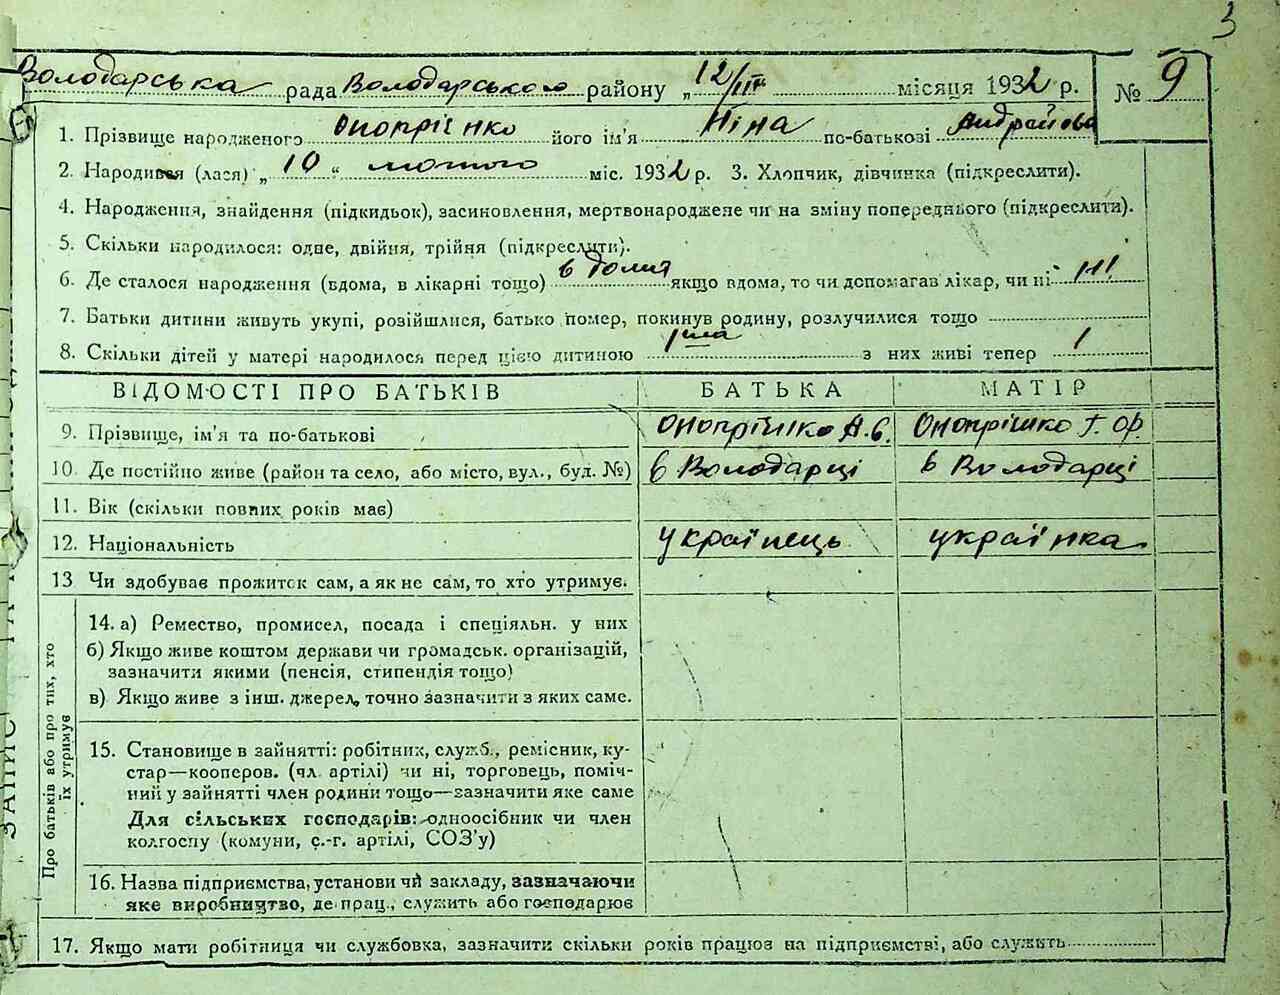 3
Володарська рада Володарського району „12/III місяця 1932 р. № 9
1. Прізвище народженого Онопрієнко його ім'я Ніна по-батькові
2. Народився (лася) „10“ лютого міс. 1932 р. 3. Хлопчик, дівчинка (підкреслити).
4. Народження, знайдення (підкидьок), засиновлення, мертвонароджене чи на зміну попереднього (підкреслити).
5. Скільки народилося: одне, двійня, трійня (підкреслити).
6. Де сталося народження (вдома, в лікарні тощо) якщо вдома, то чи допомагав лікар, чи ні
7. Батьки дитини живуть укупі, розійшлися, батько помер, покинув родину, розлучилися тощо
8. Скільки дітей у матері народилося перед цією дитиною з них живі тепер 1
ВІДОМОСТІ ПРО БАТЬКІВ БАТЬКА МАТІР
9. Прізвище, ім'я та по-батькові А. Є. Г. Ор.
10. Де постійно живе (район та село, або місто, вул., буд. №) в Володарці в Володарці
11. Вік (скільки повних років має)
12. Національність українець українка
13 Чи здобуває прожиток сам, а як не сам, то хто утримує.
Про батьків або про тих, хто їх утримує
14. а) Ремество, промисел, посада і спеціяльн. у них
б) Якщо живе коштом держави чи громадськ. організацій,
зазначити якими (пенсія, стипендія тощо)
в) Якщо живе з інш. джерел, точно зазначити з яких саме.
15. Становище в зайнятті: робітник, служб., ремісник, ку-
стар—кооперов. (чл. артілі) чи ні, торговець, поміч-
ний у зайнятті член родини тощо—зазначити яке саме
Для сільських господарів: одноосібник чи член
колгоспу (комуни, с.-г. артілі, СОЗ'у)
16. Назва підприємства, установи чи закладу, зазначаючи
яке виробництво, де прац., служить або господарює
17. Якщо мати робітниця чи службовка, зазначити скільки років працює на підприємстві, або служить
ЗАПИС